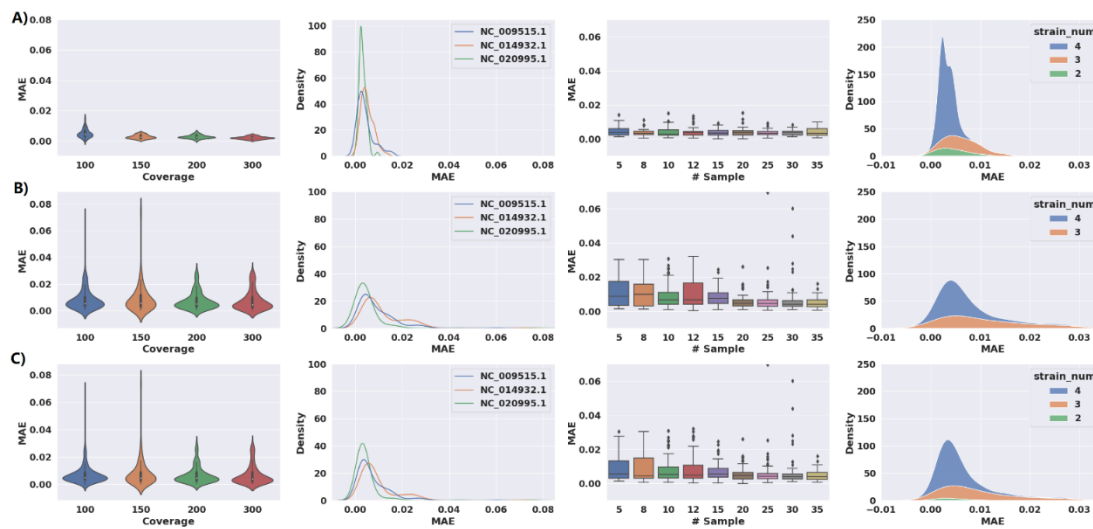 A)
0.08
0.06
0.04
0.02
0.00
MAE
100 150 200 300
Coverage
100
80
60
40
20
0
Density
NC_009515.1
NC_014932.1
NC_020995.1
0.00 0.02 0.04 0.06 0.08
MAE
0.06
0.04
0.02
0.00
MAE
5 8 10 12 15 20 25 30 35
# Sample
250
200
150
100
50
0
Density
strain_num
4
3
2
−0.01 0.00 0.01 0.02 0.03
MAE
B)
0.08
0.06
0.04
0.02
0.00
MAE
100 150 200 300
Coverage
100
80
60
40
20
0
Density
NC_009515.1
NC_014932.1
NC_020995.1
0.00 0.02 0.04 0.06 0.08
MAE
0.06
0.04
0.02
0.00
MAE
5 8 10 12 15 20 25 30 35
# Sample
250
200
150
100
50
0
Density
strain_num
4
3
−0.01 0.00 0.01 0.02 0.03
MAE
C)
0.08
0.06
0.04
0.02
0.00
MAE
100 150 200 300
Coverage
100
80
60
40
20
0
Density
NC_009515.1
NC_014932.1
NC_020995.1
0.00 0.02 0.04 0.06 0.08
MAE
0.06
0.04
0.02
0.00
MAE
5 8 10 12 15 20 25 30 35
# Sample
250
200
150
100
50
0
Density
strain_num
4
3
2
−0.01 0.00 0.01 0.02 0.03
MAE